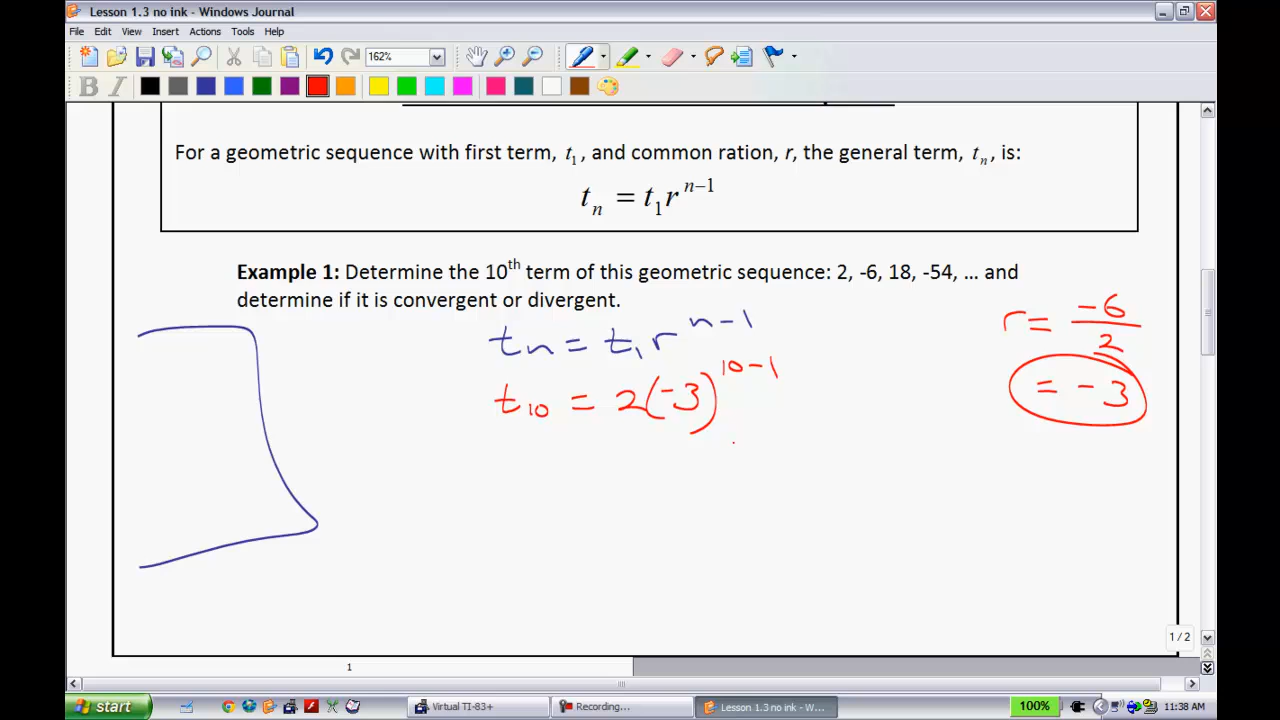 Lesson 1.3 no ink - Windows Journal
File Edit View Insert Actions Tools Help
162%
B I
For a geometric sequence with first term, t₁, and common ration, r, the general term, tₙ, is:
tₙ = t₁rⁿ⁻¹
Example 1: Determine the 10ᵗʰ term of this geometric sequence: 2, -6, 18, -54, … and
determine if it is convergent or divergent.
tₙ = t₁rⁿ⁻¹
t₁₀ = 2(-3)¹⁰⁻¹
r = -6/2
= -3
1 / 2
1
start
Virtual TI-83+
Recording...
Lesson 1.3 no ink - W...
100%
11:38 AM